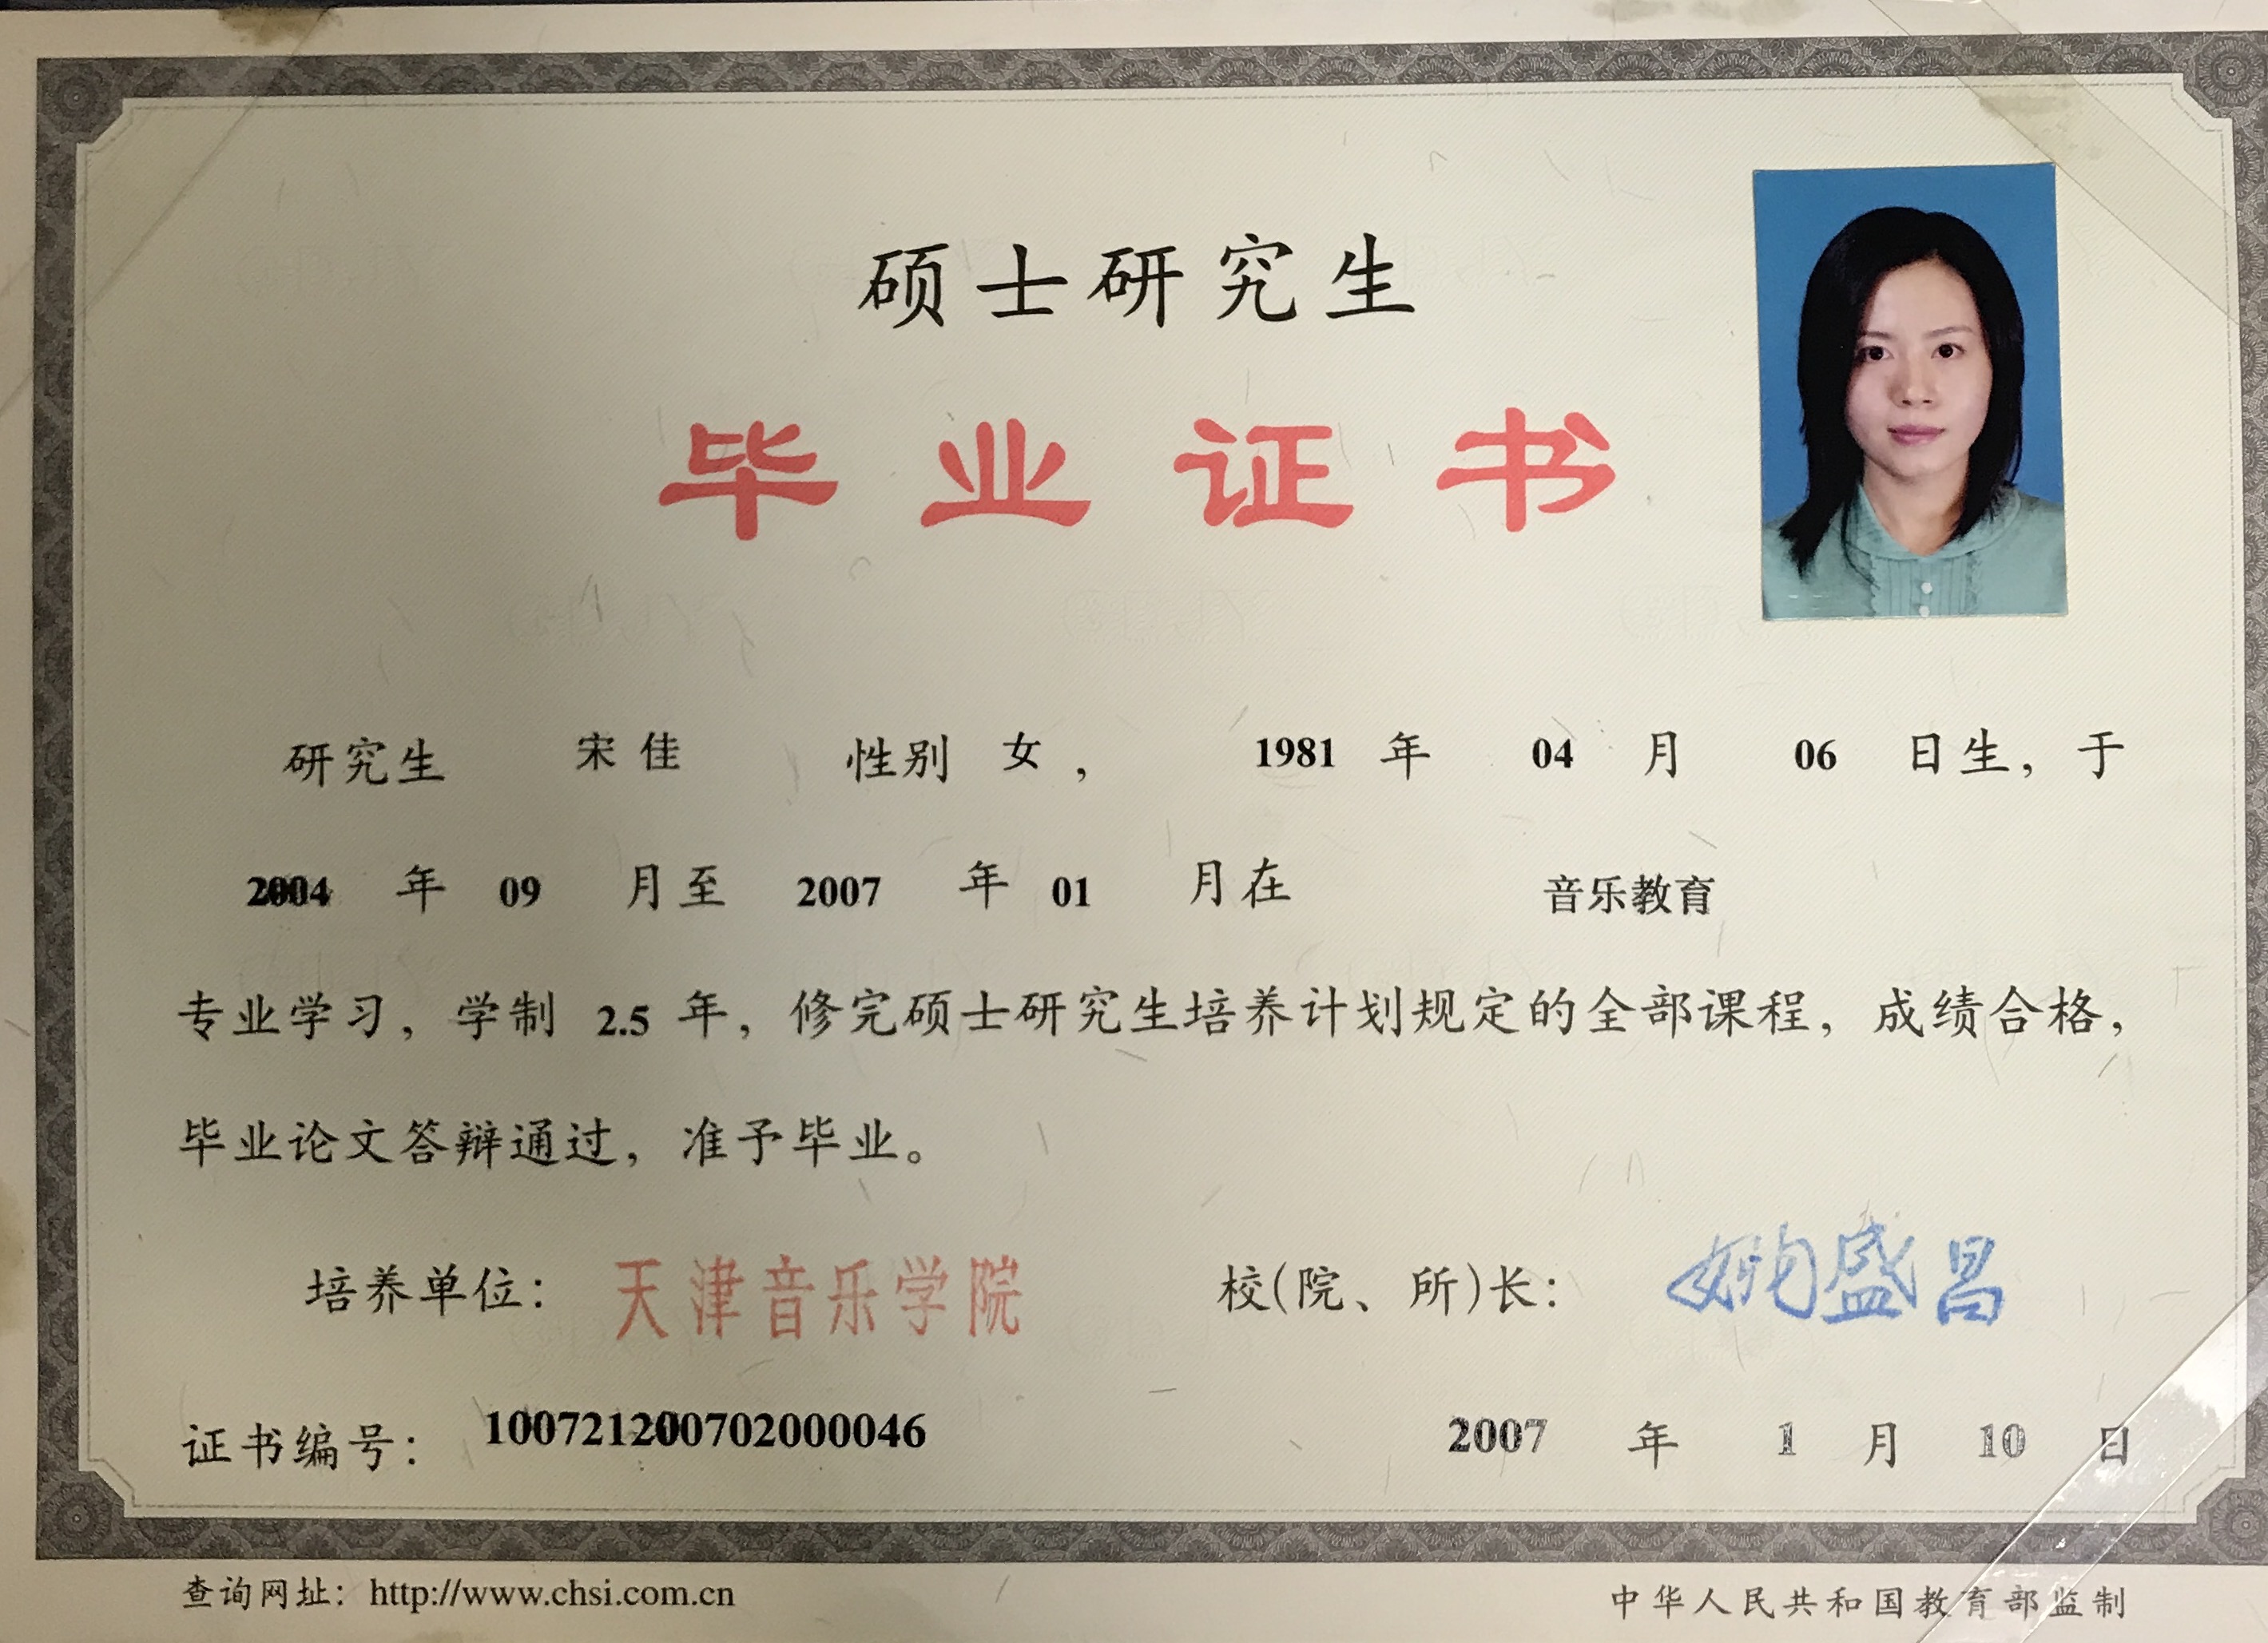 硕士研究生
毕业证书
研究生 宋佳 性别 女， 1981 年 04 月 06 日生，于
2004 年 09 月至 2007 年 01 月在 音乐教育
专业学习，学制 2.5 年，修完硕士研究生培养计划规定的全部课程，成绩合格，
毕业论文答辩通过，准予毕业。
培养单位：天津音乐学院 校(院、所)长：姚盛昌
证书编号：100721200702000046 2007 年 1 月 10 日
查询网址：http://www.chsi.com.cn 中华人民共和国教育部监制